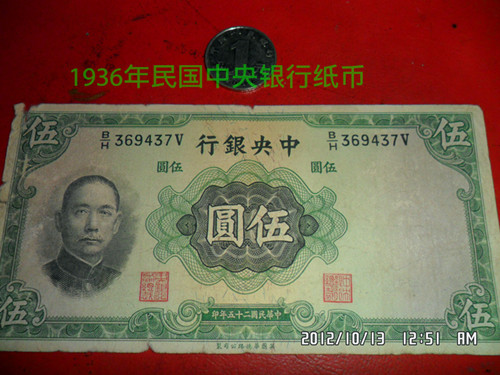 1
1936年民国中央银行纸币
伍 伍
B/H 369437V B/H 369437V
行銀央中
圓伍 圓伍
圓伍
印年五十二國民華中
伍 伍
2012/10/13 12:51 AM